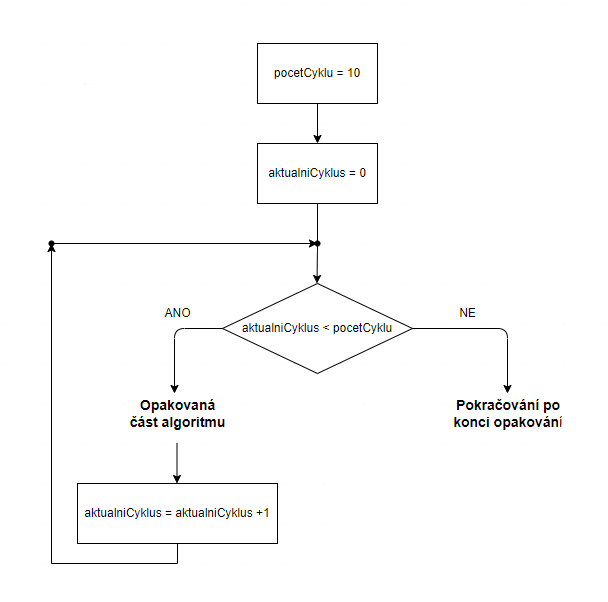 pocetCyklu = 10
aktualniCyklus = 0
aktualniCyklus < pocetCyklu
ANO
NE
Opakovaná
část algoritmu
Pokračování po
konci opakování
aktualniCyklus = aktualniCyklus +1